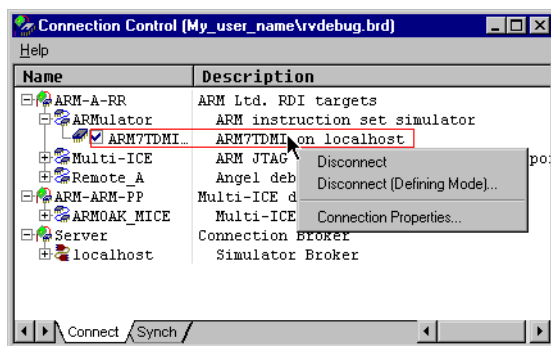 Connection Control (My_user_name\rvdebug.brd)
Help
Name Description
ARM-A-RR ARM Ltd. RDI targets
ARMulator ARM instruction set simulator
ARM7TDMI… ARM7TDMI on localhost
Multi-ICE ARM JTAG
Disconnect
Remote_A Angel deb
Disconnect (Defining Mode)...
ARM-ARM-PP Multi-ICE d
ARMOAK_MICE Multi-ICE
Connection Properties...
Server Connection Broker
localhost Simulator Broker
Connect Synch